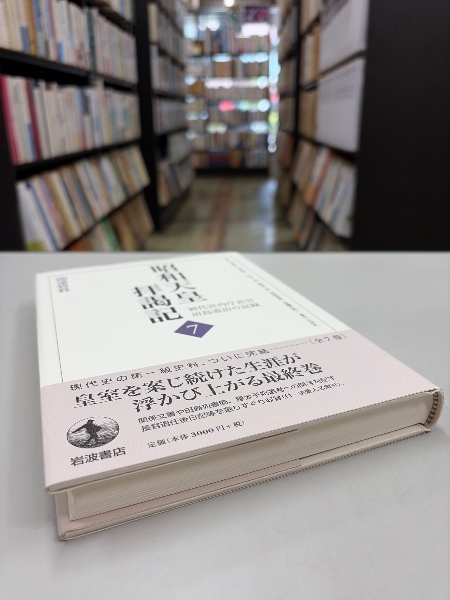 昭和天皇
拝謁記
7
初代宮内庁長官
田島道治の記録
現代史の第一級史料、ついに完結――［全7巻］
皇室を案じ続けた生涯が
浮かび上がる最終巻
定価(本体3000円+税)
岩波書店